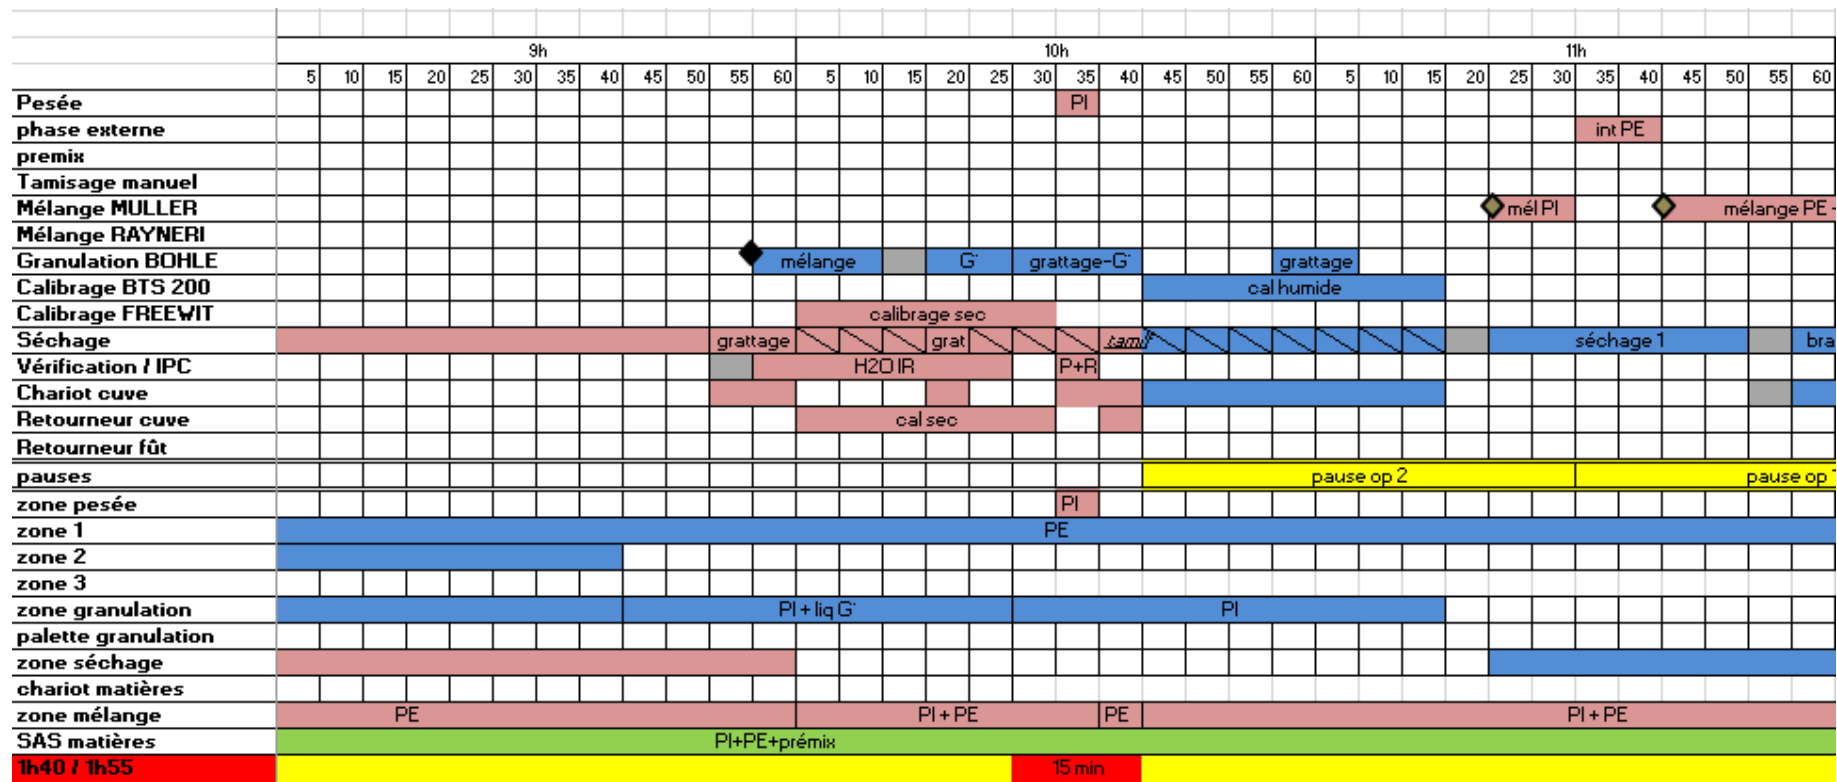 9h 10h 11h
5 10 15 20 25 30 35 40 45 50 55 60 5 10 15 20 25 30 35 40 45 50 55 60 5 10 15 20 25 30 35 40 45 50 55 60
Pesée PI
phase externe int PE
premix
Tamisage manuel
Mélange MULLER mél PI mélange PE -
Mélange RAYNERI
Granulation BOHLE mélange G° grattage-G° grattage
Calibrage BTS 200 cal humide
Calibrage FREEWIT calibrage sec
Séchage grattage grat séchage 1 bra
Vérification / IPC H2O IR P+R
Chariot cuve
Retourneur cuve cal sec
Retourneur fût
pauses pause op 2 pause op
zone pesée PI
zone 1 PE
zone 2
zone 3
zone granulation PI + liq G° PI
palette granulation
zone séchage
chariot matières
zone mélange PE PI + PE PE PI + PE
SAS matières PI+PE+prémix
1h40 / 1h55 15 min